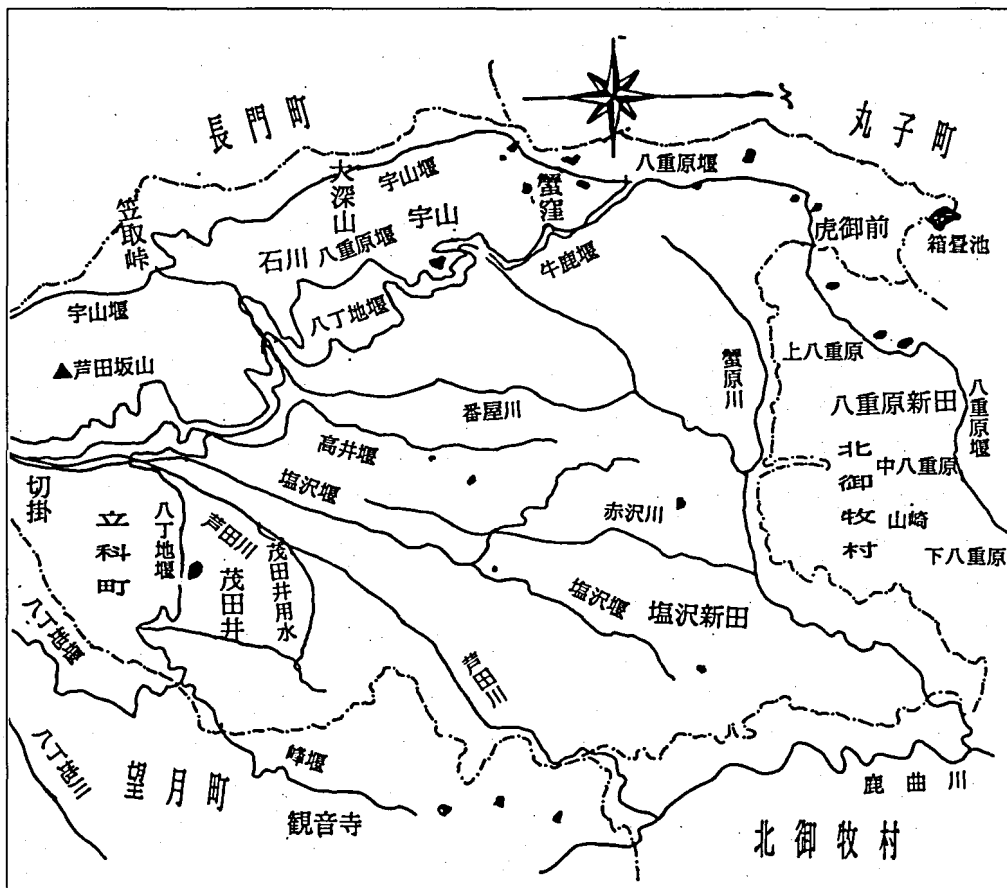 長門町
丸子町
笠取峠
大深山
宇山堰
宇山
蟹窪
八重原堰
虎御前
箱畳池
石川
八重原堰
牛鹿堰
八丁地堰
宇山堰
芦田坂山
蟹原川
上八重原
八重原新田
八重原堰
番屋川
高井堰
塩沢堰
北御牧村
中八重原
山崎
下八重原
切掛
立科町
八丁地堰
芦田川
茂田井
茂田井用水
赤沢川
塩沢堰
塩沢新田
八丁地堰
芦田川
八丁地川
望月町
峰堰
観音寺
鹿曲川
北御牧村